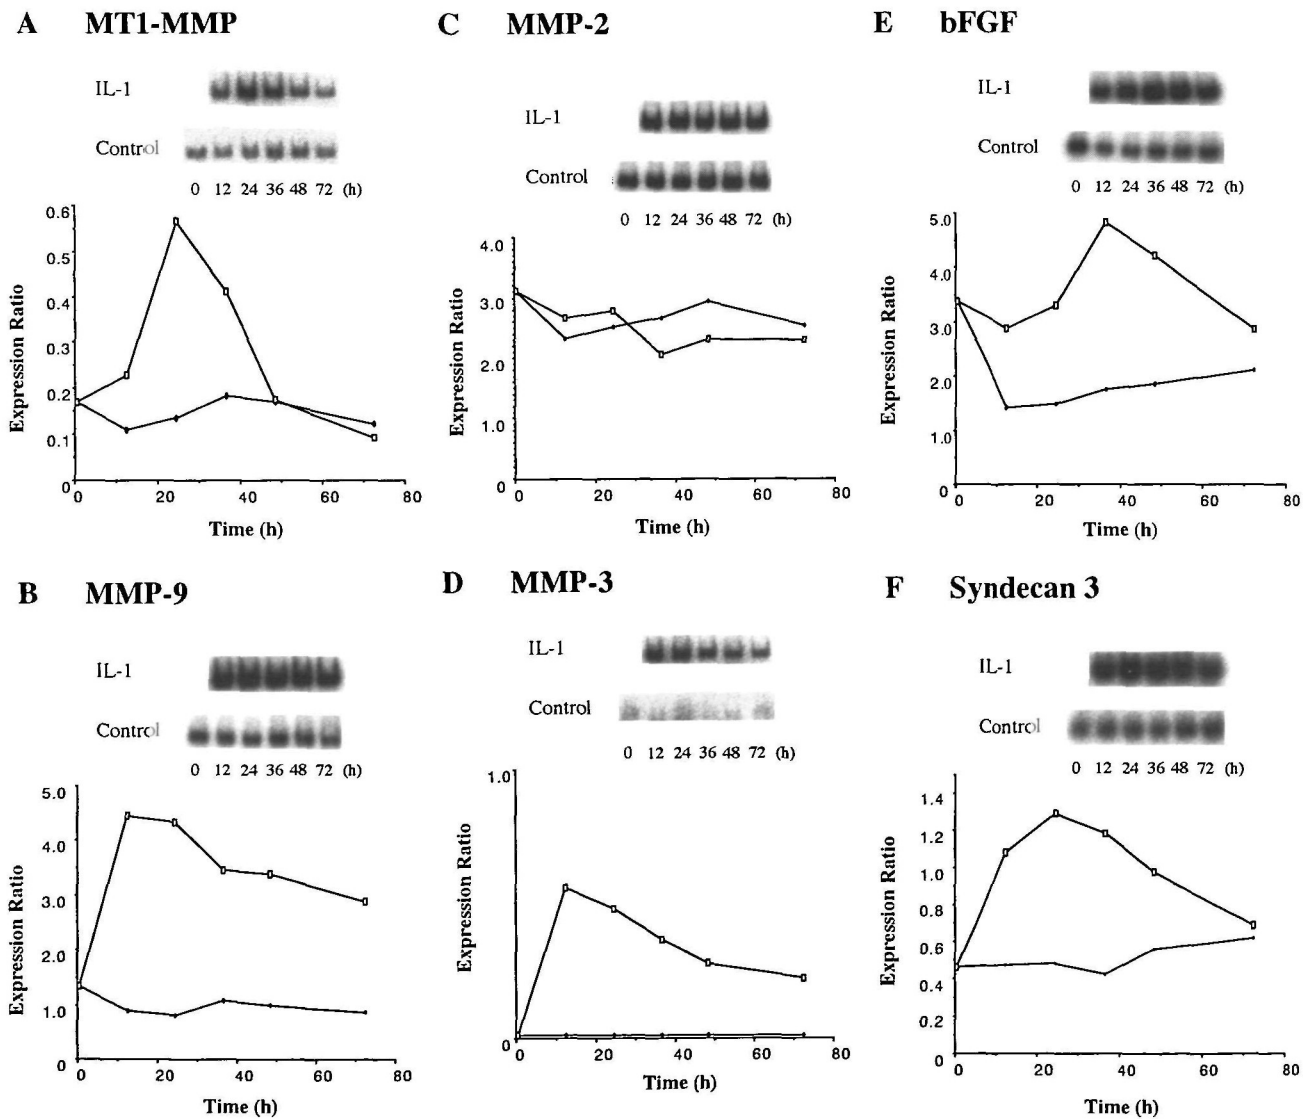 A MT1-MMP
IL-1
Control
0 12 24 36 48 72 (h)
0.6
0.5
0.4
0.3
0.2
0.1
0
Expression Ratio
0 20 40 60 80
Time (h)
B MMP-9
IL-1
Control
0 12 24 36 48 72 (h)
5.0
4.0
3.0
2.0
1.0
0
Expression Ratio
0 20 40 60 80
Time (h)
C MMP-2
IL-1
Control
0 12 24 36 48 72 (h)
4.0
3.0
2.0
1.0
0
Expression Ratio
0 20 40 60 80
Time (h)
D MMP-3
IL-1
Control
0 12 24 36 48 72 (h)
1.0
0
Expression Ratio
0 20 40 60 80
Time (h)
E bFGF
IL-1
Control
0 12 24 36 48 72 (h)
5.0
4.0
3.0
2.0
1.0
0
Expression Ratio
0 20 40 60 80
Time (h)
F Syndecan 3
IL-1
Control
0 12 24 36 48 72 (h)
1.4
1.2
1.0
0.8
0.6
0.4
0.2
0
Expression Ratio
0 20 40 60 80
Time (h)